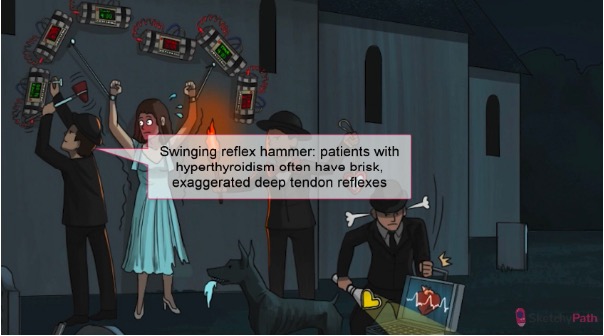 Swinging reflex hammer: patients with
hyperthyroidism often have brisk,
exaggerated deep tendon reflexes
SketchyPath